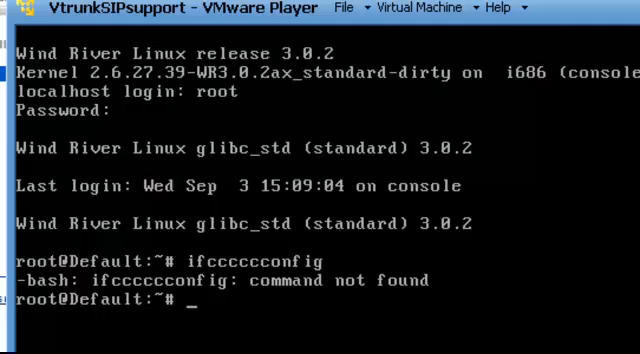 VtrunkSIPsupport - VMware Player File Virtual Machine Help
Wind River Linux release 3.0.2
Kernel 2.6.27.39-WR3.0.2ax_standard-dirty on i686 (console
localhost login: root
Password:
Wind River Linux glibc_std (standard) 3.0.2
Last login: Wed Sep 3 15:09:04 on console
Wind River Linux glibc_std (standard) 3.0.2
root@Default:~# ifccccccconfig
-bash: ifccccccconfig: command not found
root@Default:~# _